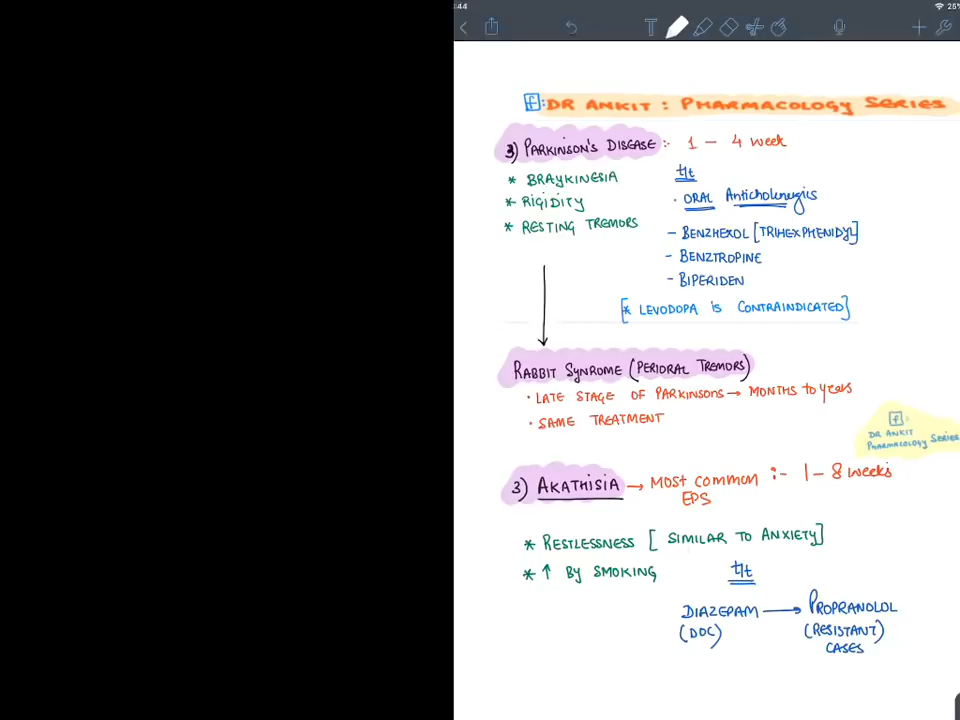 :44
25%
T
f: DR ANKIT : PHARMACOLOGY SERIES
3) PARKINSON'S DISEASE :- 1 - 4 week
* BRAYKINESIA
* RIGIDITY
* RESTING TREMORS
t/t
· ORAL Anticholenergics
- BENZHEXOL [TRIHEXPHENIDYL]
- BENZTROPINE
- BIPERIDEN
[* LEVODOPA is CONTRAINDICATED]
RABBIT SYNROME (PERIORAL TREMORS)
· LATE STAGE OF PARKINSONS → MONTHS to years
· SAME TREATMENT
f:
DR ANKIT
PHARMACOLOGY SERIES
3) AKATHISIA → MOST COMMON EPS :- 1 - 8 weeks
* RESTLESSNESS [ SIMILAR TO ANXIETY]
* ↑ BY SMOKING
t/t
DIAZEPAM → PROPRANOLOL
(DOC) (RESISTANT)
CASES